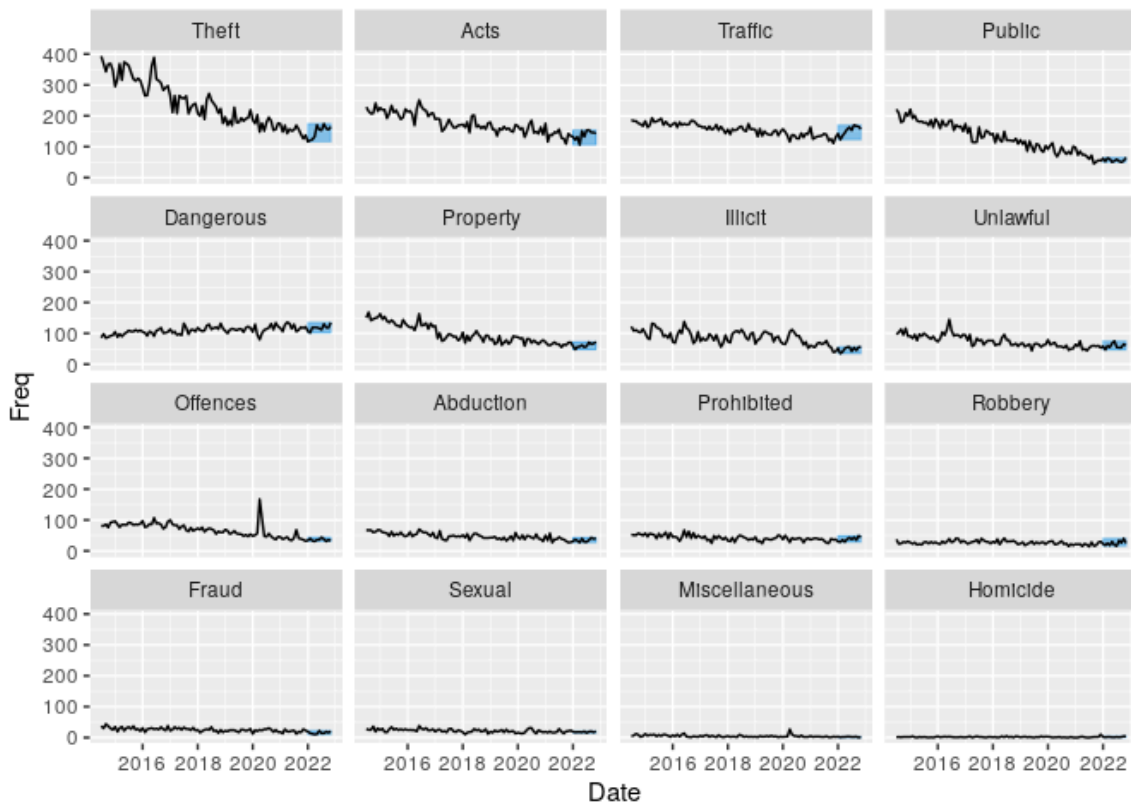 Theft Acts Traffic Public
400
300
200
100
0
Dangerous Property Illicit Unlawful
400
300
200
100
0
Freq
Offences Abduction Prohibited Robbery
400
300
200
100
0
Fraud Sexual Miscellaneous Homicide
400
300
200
100
0
2016 2018 2020 2022 2016 2018 2020 2022 2016 2018 2020 2022 2016 2018 2020 2022
Date